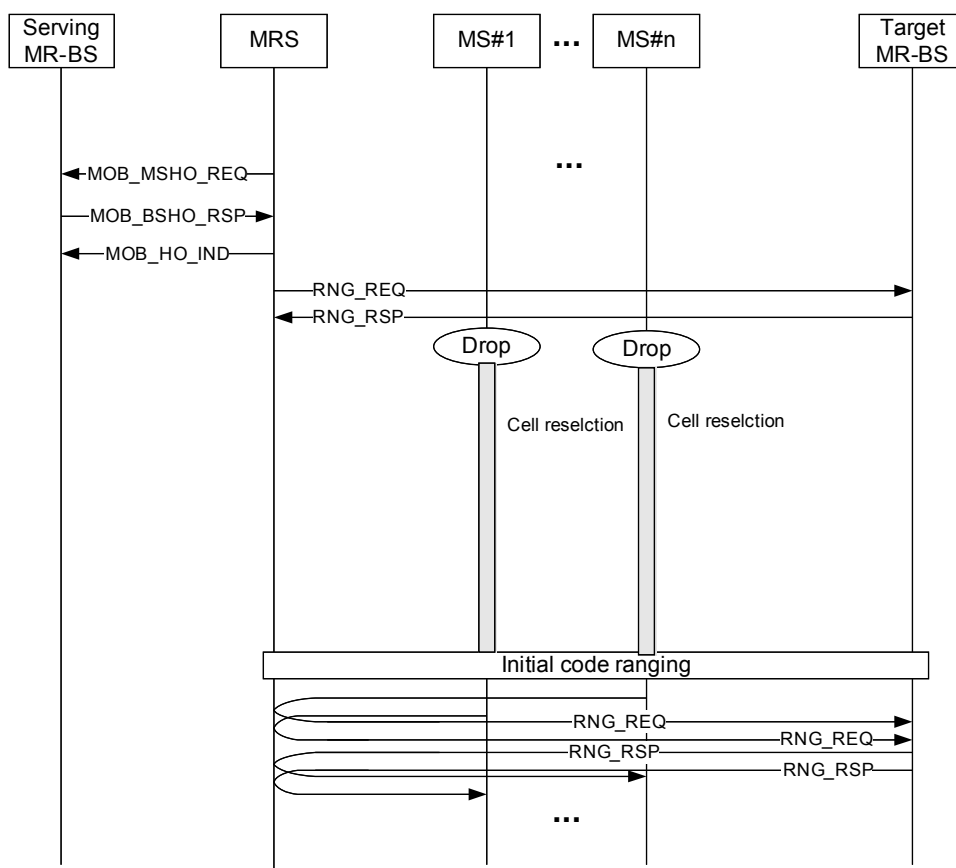 Serving
MR-BS
MRS
MS#1
...
MS#n
Target
MR-BS
...
MOB_MSHO_REQ
MOB_BSHO_RSP
MOB_HO_IND
RNG_REQ
RNG_RSP
Drop
Drop
Cell reselction
Cell reselction
Initial code ranging
RNG_REQ
RNG_REQ
RNG_RSP
RNG_RSP
...